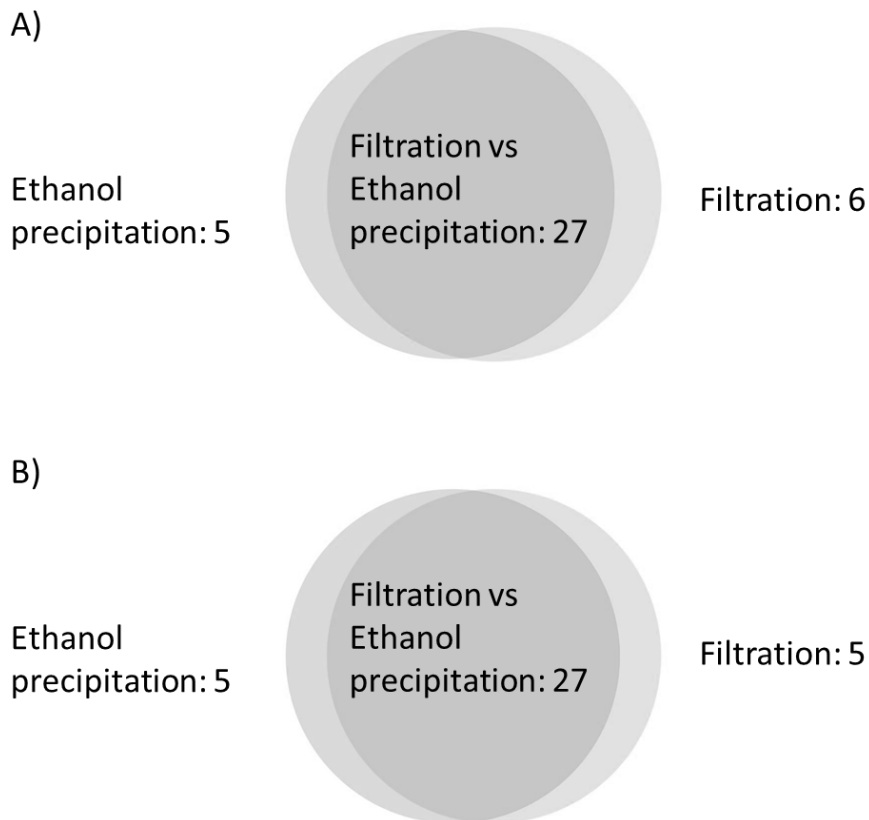 A)
Ethanol
precipitation: 5
Filtration vs
Ethanol
precipitation: 27
Filtration: 6
B)
Ethanol
precipitation: 5
Filtration vs
Ethanol
precipitation: 27
Filtration: 5